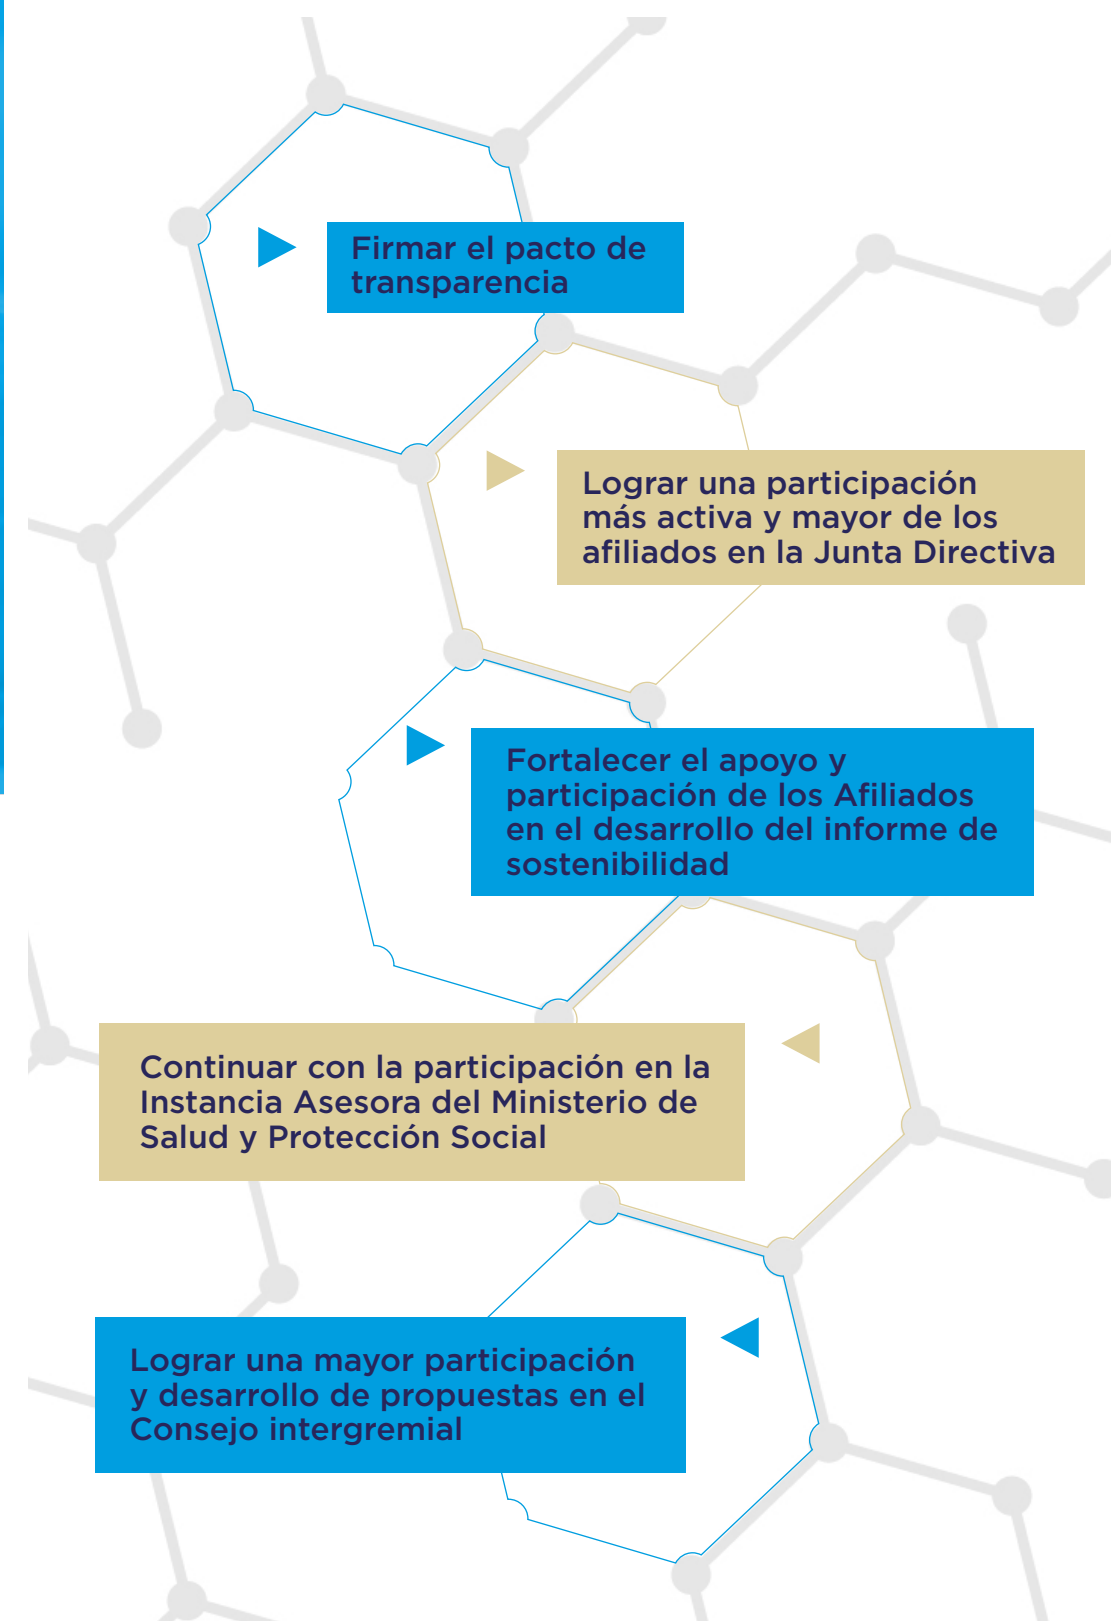 Firmar el pacto de
transparencia
Lograr una participación
más activa y mayor de los
afiliados en la Junta Directiva
Fortalecer el apoyo y
participación de los Afiliados
en el desarrollo del informe de
sostenibilidad
Continuar con la participación en la
Instancia Asesora del Ministerio de
Salud y Protección Social
Lograr una mayor participación
y desarrollo de propuestas en el
Consejo intergremial